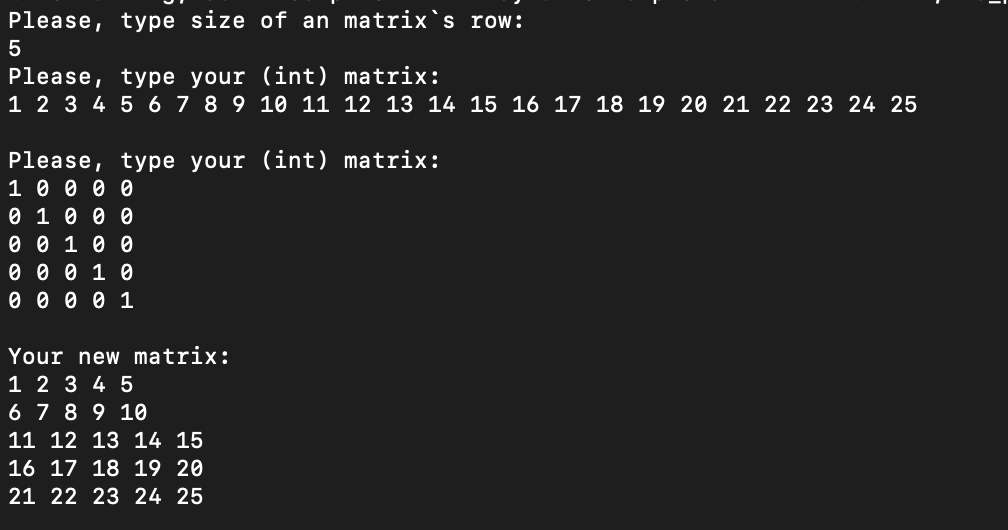 Please, type size of an matrix`s row:
5
Please, type your (int) matrix:
1 2 3 4 5 6 7 8 9 10 11 12 13 14 15 16 17 18 19 20 21 22 23 24 25
Please, type your (int) matrix:
1 0 0 0 0
0 1 0 0 0
0 0 1 0 0
0 0 0 1 0
0 0 0 0 1
Your new matrix:
1 2 3 4 5
6 7 8 9 10
11 12 13 14 15
16 17 18 19 20
21 22 23 24 25